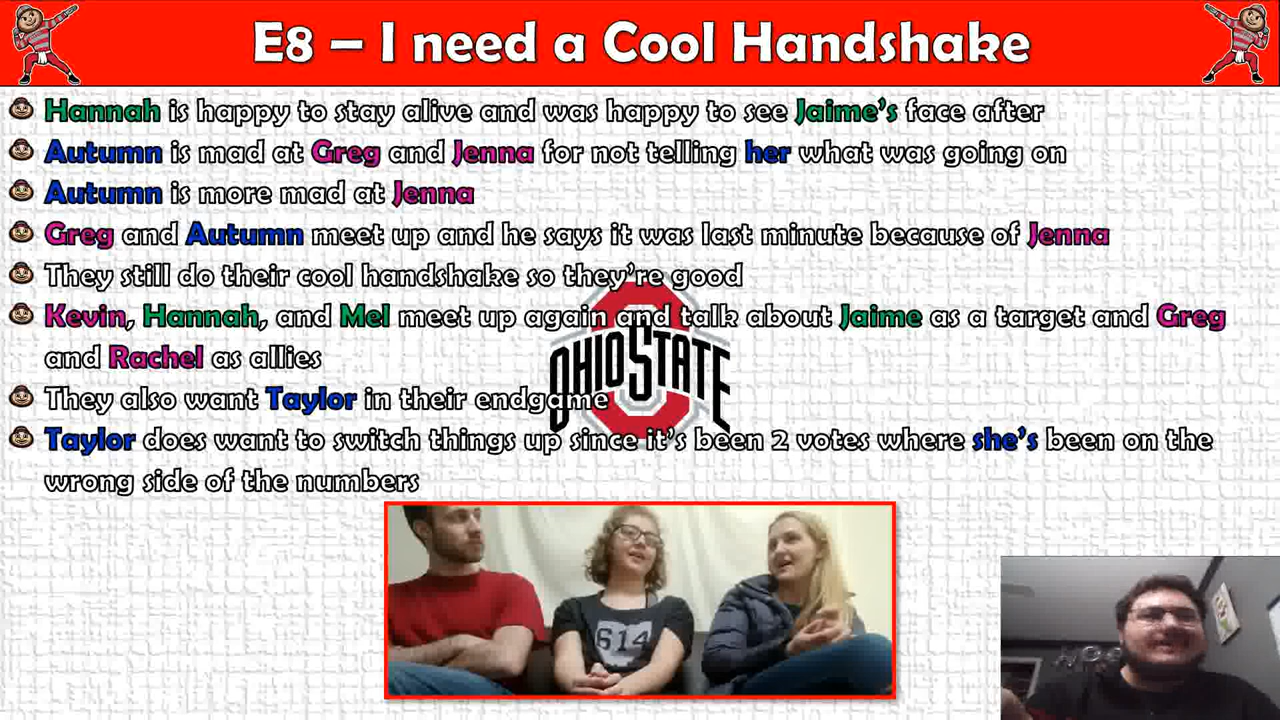 E8 – I need a Cool Handshake
Hannah is happy to stay alive and was happy to see Jaime's face after
Autumn is mad at Greg and Jenna for not telling her what was going on
Autumn is more mad at Jenna
Greg and Autumn meet up and he says it was last minute because of Jenna
They still do their cool handshake so they're good
Kevin, Hannah, and Mel meet up again and talk about Jaime as a target and Greg
and Rachel as allies
OHIO STATE
They also want Taylor in their endgame
Taylor does want to switch things up since it's been 2 votes where she's been on the
wrong side of the numbers
614